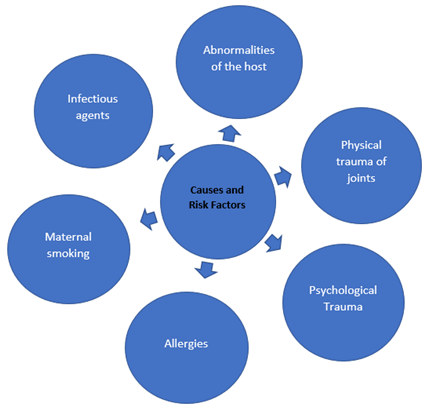 Abnormalities
of the host
Infectious
agents
Physical
trauma of
joints
Causes and
Risk Factors
Maternal
smoking
Psychological
Trauma
Allergies